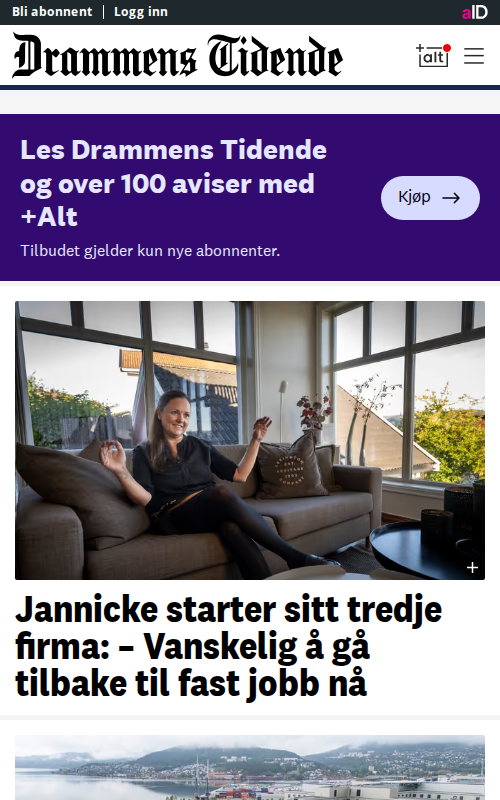 Bli abonnent | Logg inn
aID
Drammens Tidende
+alt
Les Drammens Tidende
og over 100 aviser med
+Alt
Kjøp →
Tilbudet gjelder kun nye abonnenter.
+
Jannicke starter sitt tredje
firma: – Vanskelig å gå
tilbake til fast jobb nå